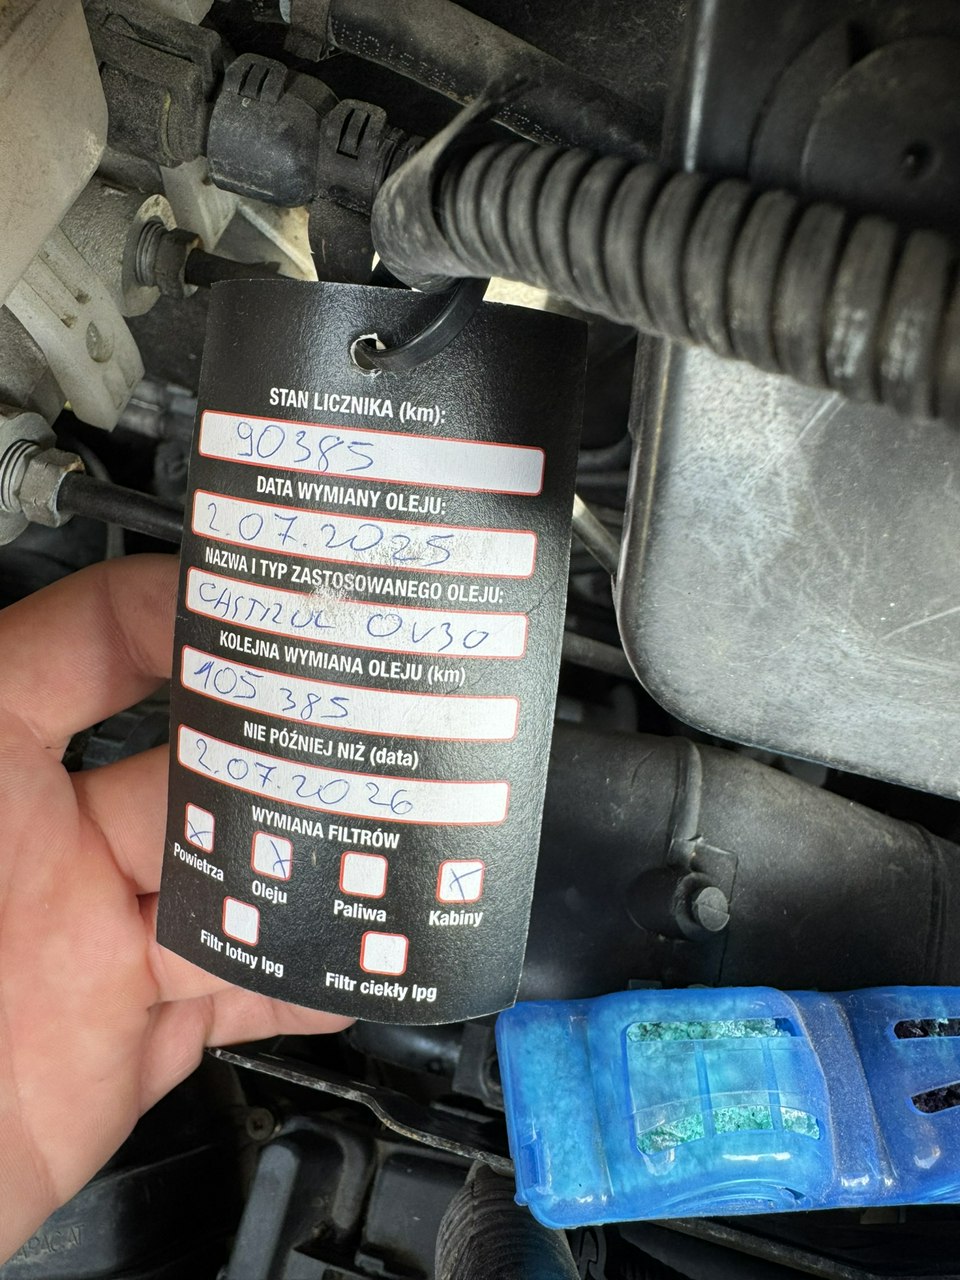 STAN LICZNIKA (km):
90385
DATA WYMIANY OLEJU:
2.07.2025
NAZWA I TYP ZASTOSOWANEGO OLEJU:
CASTROL 0W30
KOLEJNA WYMIANA OLEJU (km)
105 385
NIE PÓŹNIEJ NIŻ (data)
2.07.2026
WYMIANA FILTRÓW
Powietrza Oleju Paliwa Kabiny
Filtr lotny lpg Filtr ciekły lpg